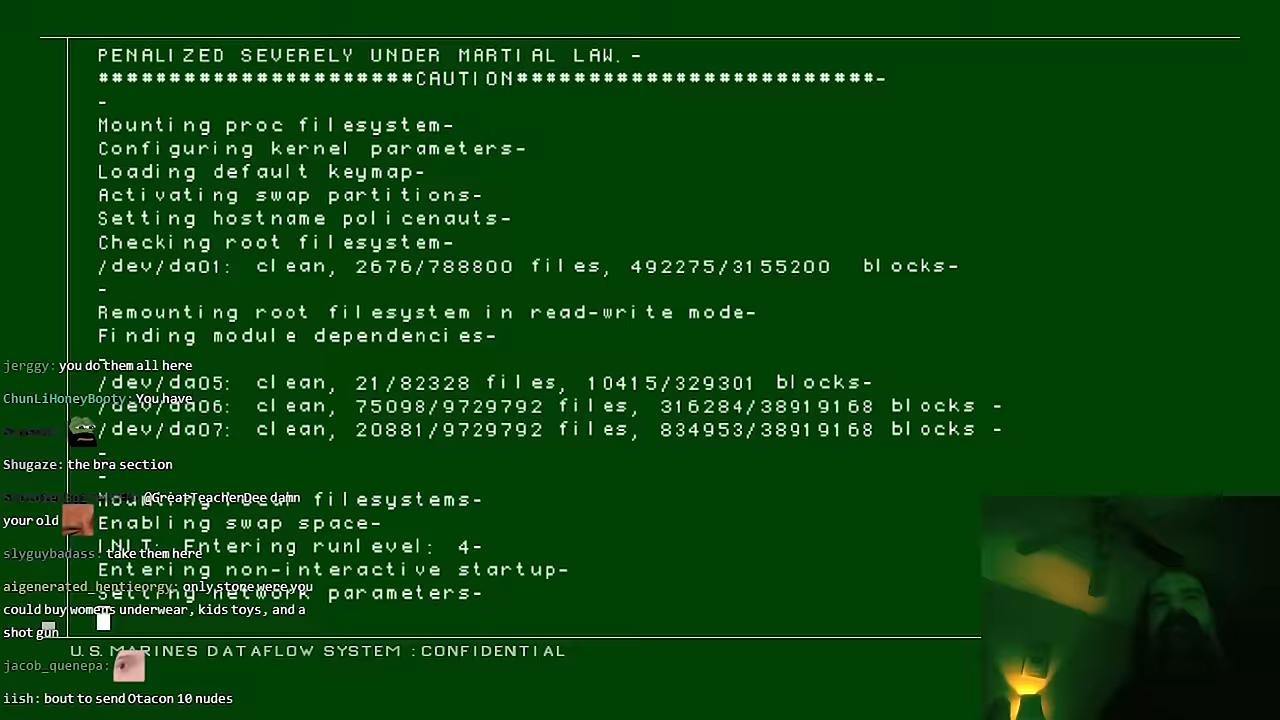 PENALIZED SEVERELY UNDER MARTIAL LAW.-
######################CAUTION#########################-
-
Mounting proc filesystem-
Configuring kernel parameters-
Loading default keymap-
Activating swap partitions-
Setting hostname policenauts-
Checking root filesystem-
/dev/da01: clean, 2676/788800 files, 492275/3155200 blocks-
-
Remounting root filesystem in read-write mode-
Finding module dependencies-
-
/dev/da05: clean, 21/82328 files, 10415/329301 blocks-
/dev/da06: clean, 75098/9729792 files, 316284/38919168 blocks -
/dev/da07: clean, 20881/9729792 files, 834953/38919168 blocks -
-
-
Mounting local filesystems-
Enabling swap space-
INIT: Entering runlevel: 4-
Entering non-interactive startup-
Setting network parameters-
U.S. MARINES DATAFLOW SYSTEM :CONFIDENTIAL
jerggy: you do them all here
ChunLiHoneyBooty: You have
Shugaze: the bra section
@GreatTeacherDee damn
your old
slyguybadass: take them here
aigenerated_hentieorgy: only store were you
could buy womens underwear, kids toys, and a
shot gun
jacob_quenepa:
iish: bout to send Otacon 10 nudes